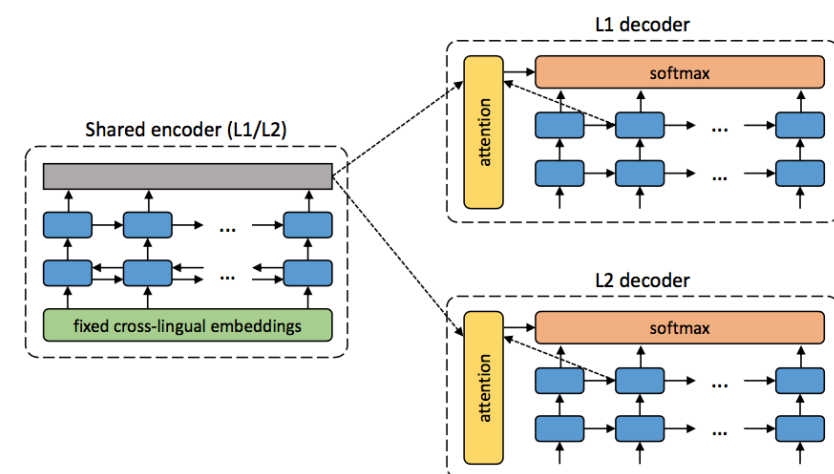 L1 decoder
softmax
attention
...
...
Shared encoder (L1/L2)
...
...
fixed cross-lingual embeddings
L2 decoder
softmax
attention
...
...